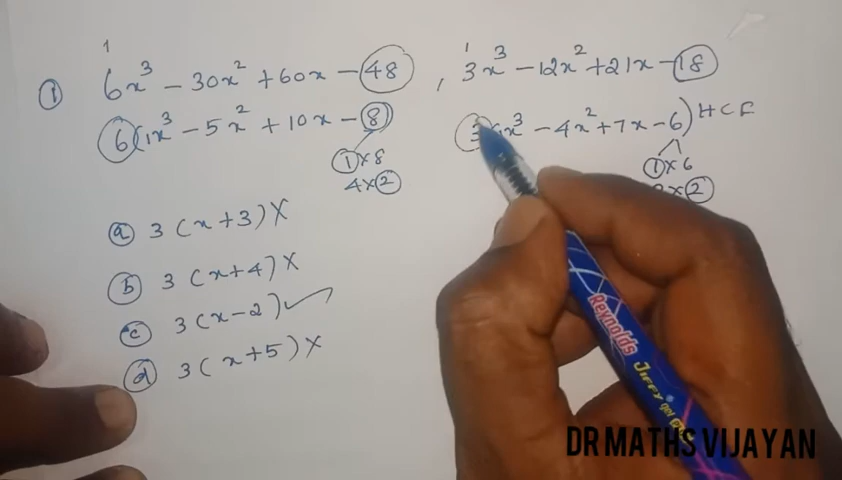 ① 6x³ - 30x² + 60x - 48 , 3x³ - 12x² + 21x - 18
6(1x³ - 5x² + 10x - 8) 3 x³ - 4x² + 7x - 6) HCF
1×8 1×6
4×2 ×2
ⓐ 3(x+3) X
ⓑ 3(x+4) X
ⓒ 3(x-2) ✓
ⓓ 3(x+5) X
Reynolds JIFFY gel
DR MATHS VIJAYAN